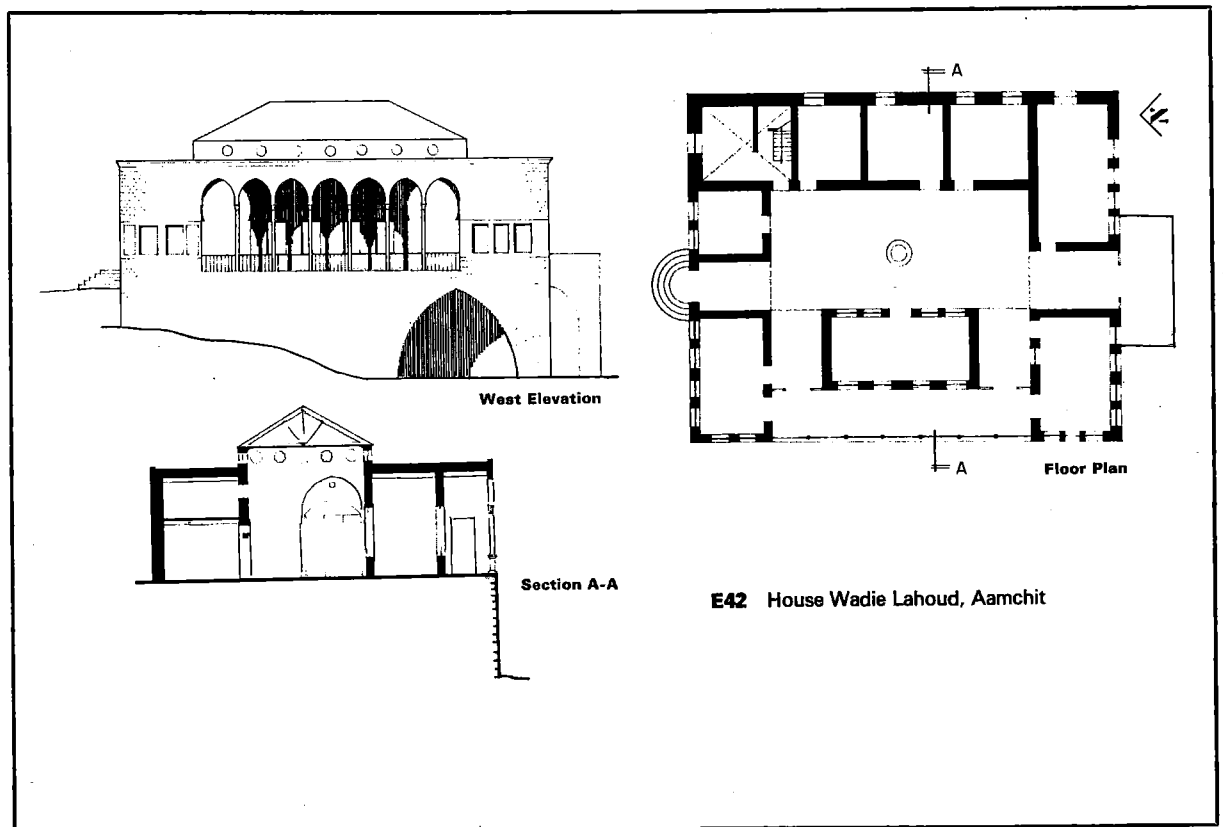 A
West Elevation
A
Floor Plan
Section A-A
E42 House Wadie Lahoud, Aamchit